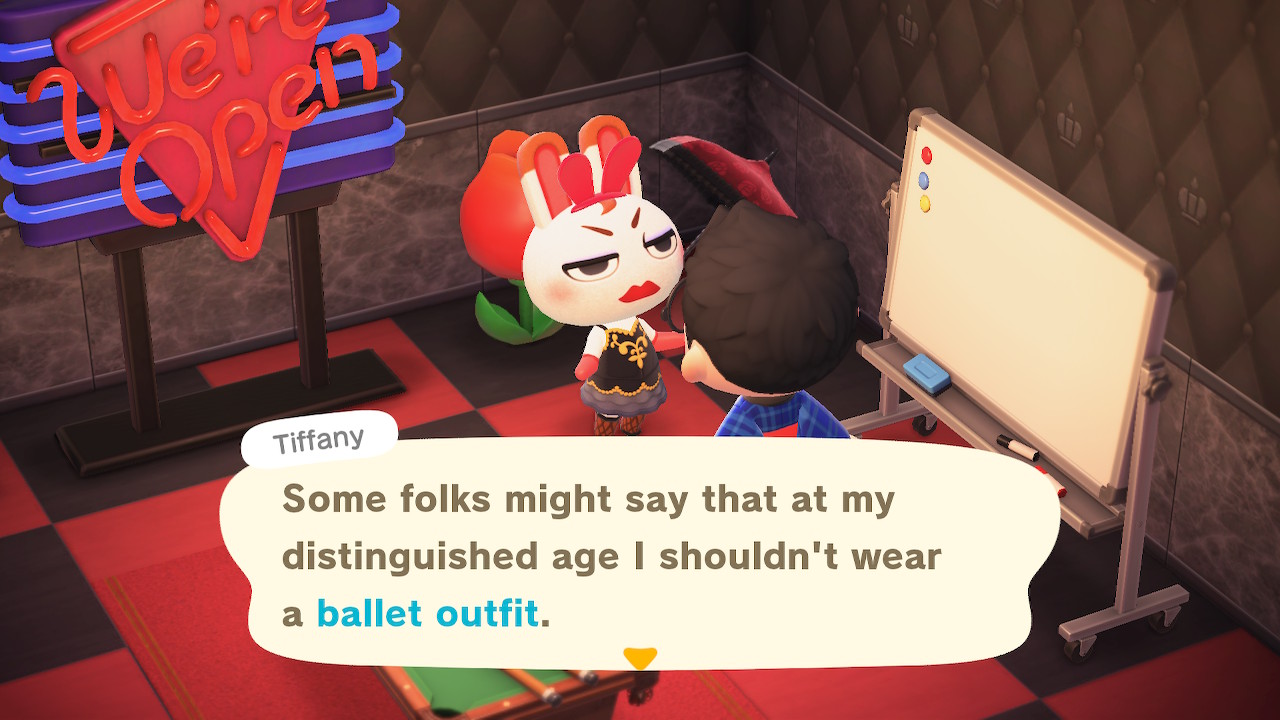 We're
Open
Tiffany
Some folks might say that at my
distinguished age I shouldn't wear
a ballet outfit.